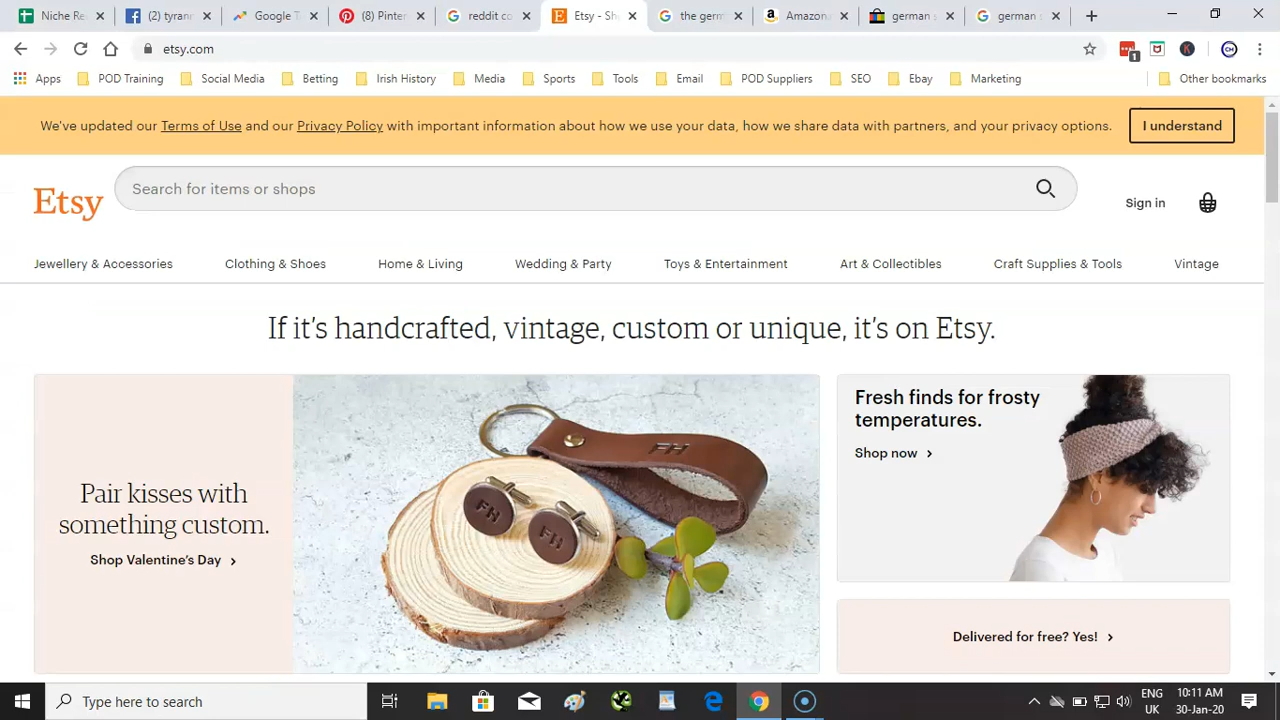 Niche Re
(2) tyran
Google T
(8) Pinter
reddit co
Etsy - Sh
the gern
Amazon
german s
german s
etsy.com
1
CH
Apps
POD Training
Social Media
Betting
Irish History
Media
Sports
Tools
Email
POD Suppliers
SEO
Ebay
Marketing
Other bookmarks
We've updated our Terms of Use and our Privacy Policy with important information about how we use your data, how we share data with partners, and your privacy options.
I understand
Etsy
Search for items or shops
Sign in
Jewellery & Accessories
Clothing & Shoes
Home & Living
Wedding & Party
Toys & Entertainment
Art & Collectibles
Craft Supplies & Tools
Vintage
If it's handcrafted, vintage, custom or unique, it's on Etsy.
Pair kisses with
something custom.
Shop Valentine's Day
FH
FH
FH
Fresh finds for frosty
temperatures.
Shop now
Delivered for free? Yes!
Type here to search
ENG
UK
10:11 AM
30-Jan-20